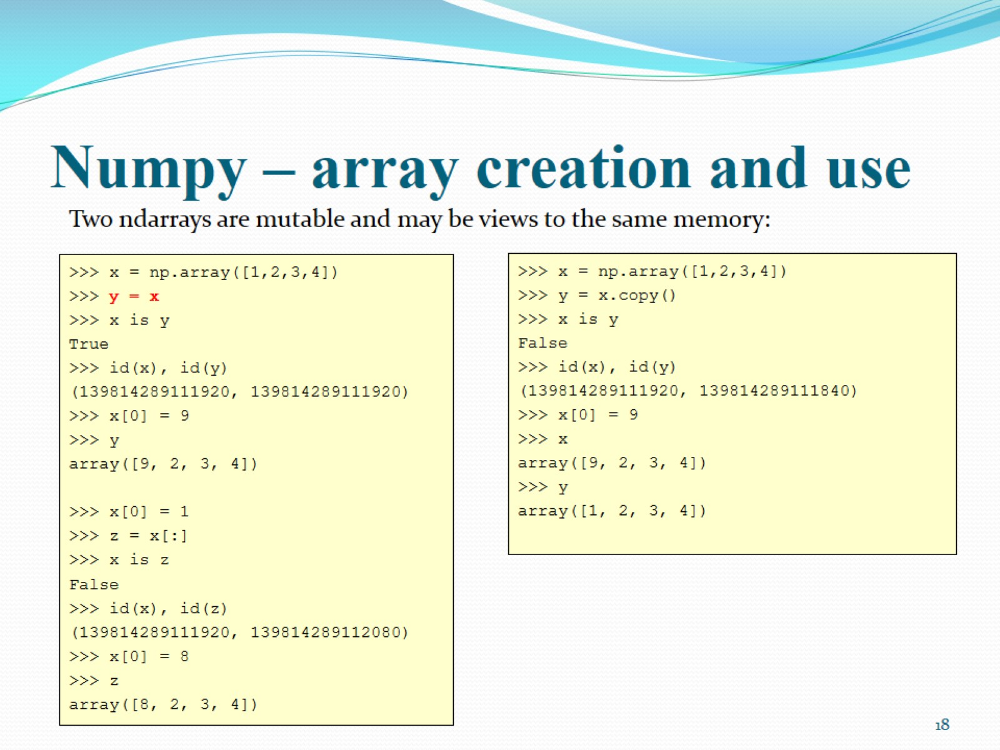 Numpy – array creation and use
Two ndarrays are mutable and may be views to the same memory:
>>> x = np.array([1,2,3,4])
>>> y = x
>>> x is y
True
>>> id(x), id(y)
(139814289111920, 139814289111920)
>>> x[0] = 9
>>> y
array([9, 2, 3, 4])
>>> x[0] = 1
>>> z = x[:]
>>> x is z
False
>>> id(x), id(z)
(139814289111920, 139814289112080)
>>> x[0] = 8
>>> z
array([8, 2, 3, 4])
>>> x = np.array([1,2,3,4])
>>> y = x.copy()
>>> x is y
False
>>> id(x), id(y)
(139814289111920, 139814289111840)
>>> x[0] = 9
>>> x
array([9, 2, 3, 4])
>>> y
array([1, 2, 3, 4])
18